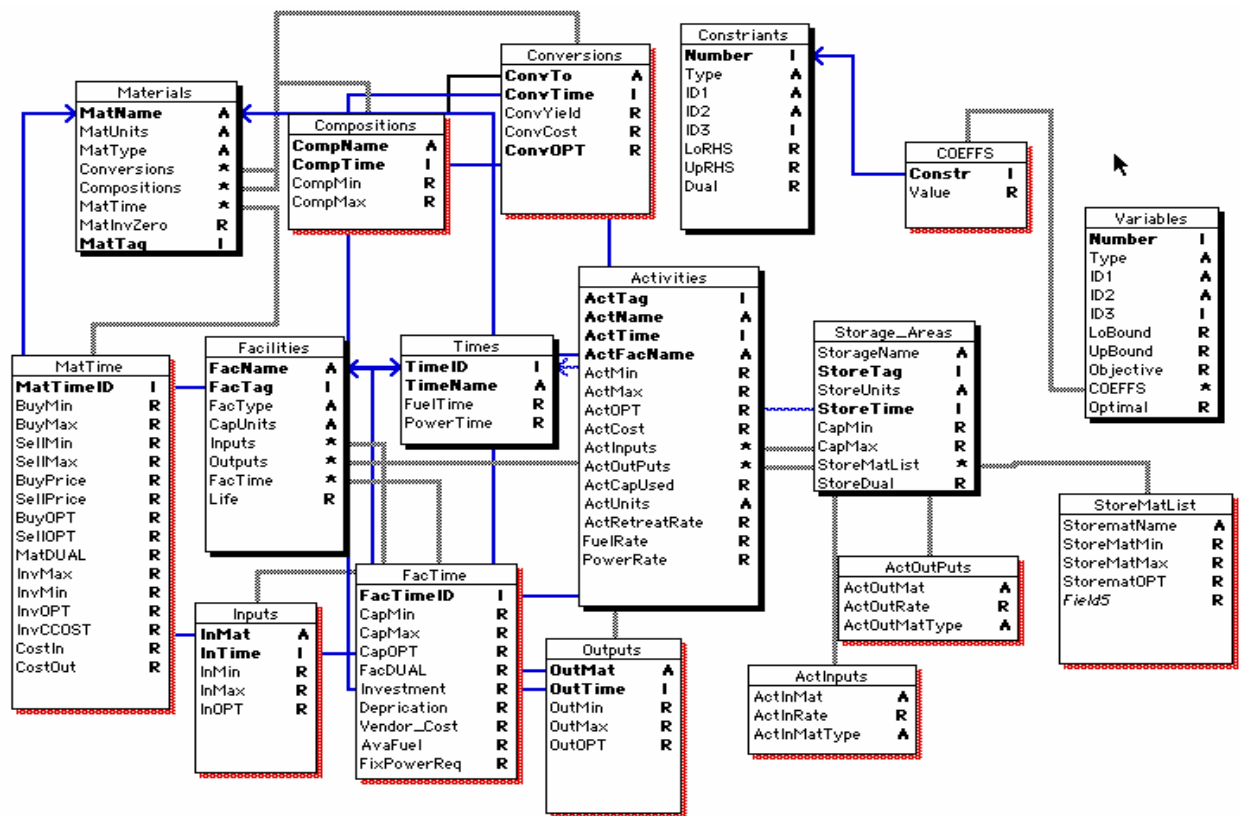 Materials
MatName A
MatUnits A
MatType A
Conversions *
Compositions *
MatTime *
MatInvZero R
MatTag I
Compositions
CompName A
CompTime I
CompMin R
CompMax R
Conversions
ConvTo A
ConvTime I
ConvYield R
ConvCost R
ConvOPT R
Constriants
Number I
Type A
ID1 A
ID2 A
ID3 I
LoRHS R
UpRHS R
Dual R
COEFFS
Constr I
Value R
Variables
Number I
Type A
ID1 A
ID2 A
ID3 I
LoBound R
UpBound R
Objective R
COEFFS *
Optimal R
MatTime
MatTimeID I
BuyMin R
BuyMax R
SellMin R
SellMax R
BuyPrice R
SellPrice R
BuyOPT R
SellOPT R
MatDUAL R
InvMax R
InvMin R
InvOPT R
InvCCOST R
CostIn R
CostOut R
Facilities
FacName A
FacTag I
FacType A
CapUnits A
Inputs *
Outputs *
FacTime *
Life R
Times
TimeID I
TimeName A
FuelTime R
PowerTime R
Activities
ActTag I
ActName A
ActTime I
ActFacName A
ActMin R
ActMax R
ActOPT R
ActCost R
ActInputs *
ActOutPuts *
ActCapUsed R
ActUnits A
ActRetreatRate R
FuelRate R
PowerRate R
Storage_Areas
StorageName A
StoreTag I
StoreUnits A
StoreTime I
CapMin R
CapMax R
StoreMatList *
StoreDual R
StoreMatList
StorematName A
StoreMatMin R
StoreMatMax R
StorematOPT R
Field5 R
Inputs
InMat A
InTime I
InMin R
InMax R
InOPT R
FacTime
FacTimeID I
CapMin R
CapMax R
CapOPT R
FacDUAL R
Investment R
Deprication R
Vendor_Cost R
AvaFuel R
FixPowerReq R
Outputs
OutMat A
OutTime I
OutMin R
OutMax R
OutOPT R
ActOutPuts
ActOutMat A
ActOutRate R
ActOutMatType A
ActInputs
ActInMat A
ActInRate R
ActInMatType A